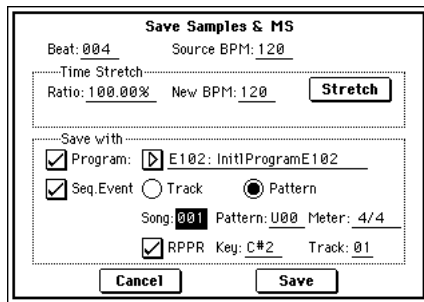 Save Samples & MS
Beat: 004 Source BPM: 120
Time Stretch
Ratio: 100.00% New BPM: 120 Stretch
Save with
Program: E102: InitlProgramE102
Seq.Event Track Pattern
Song: 001 Pattern: U00 Meter: 4/4
RPPR Key: C#2 Track: 01
Cancel Save